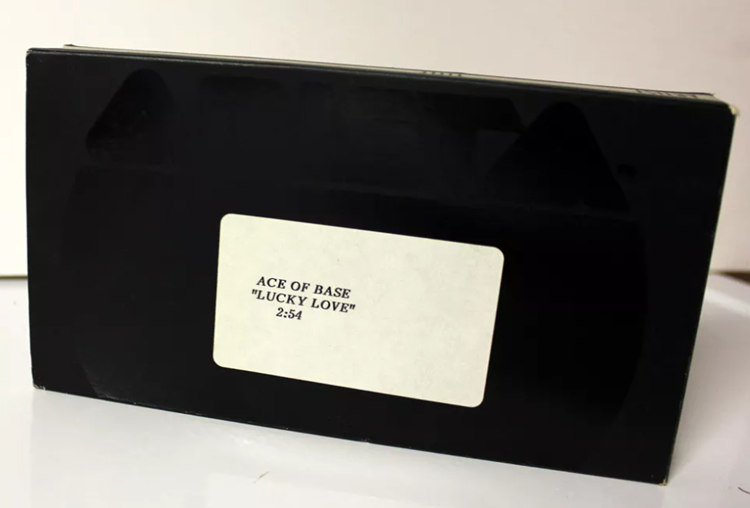 ACE OF BASE
"LUCKY LOVE"
2:54